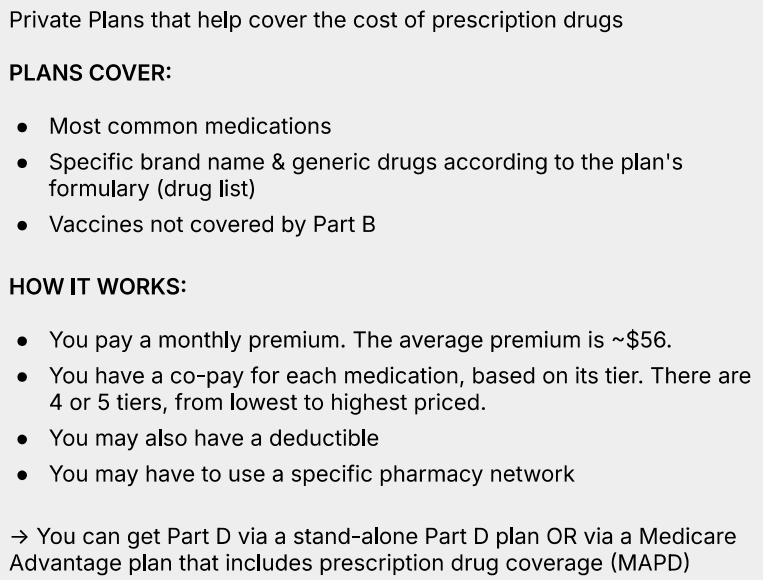 Private Plans that help cover the cost of prescription drugs
PLANS COVER:
● Most common medications
● Specific brand name & generic drugs according to the plan's
formulary (drug list)
● Vaccines not covered by Part B
HOW IT WORKS:
● You pay a monthly premium. The average premium is ~$56.
● You have a co-pay for each medication, based on its tier. There are
4 or 5 tiers, from lowest to highest priced.
● You may also have a deductible
● You may have to use a specific pharmacy network
→ You can get Part D via a stand-alone Part D plan OR via a Medicare
Advantage plan that includes prescription drug coverage (MAPD)